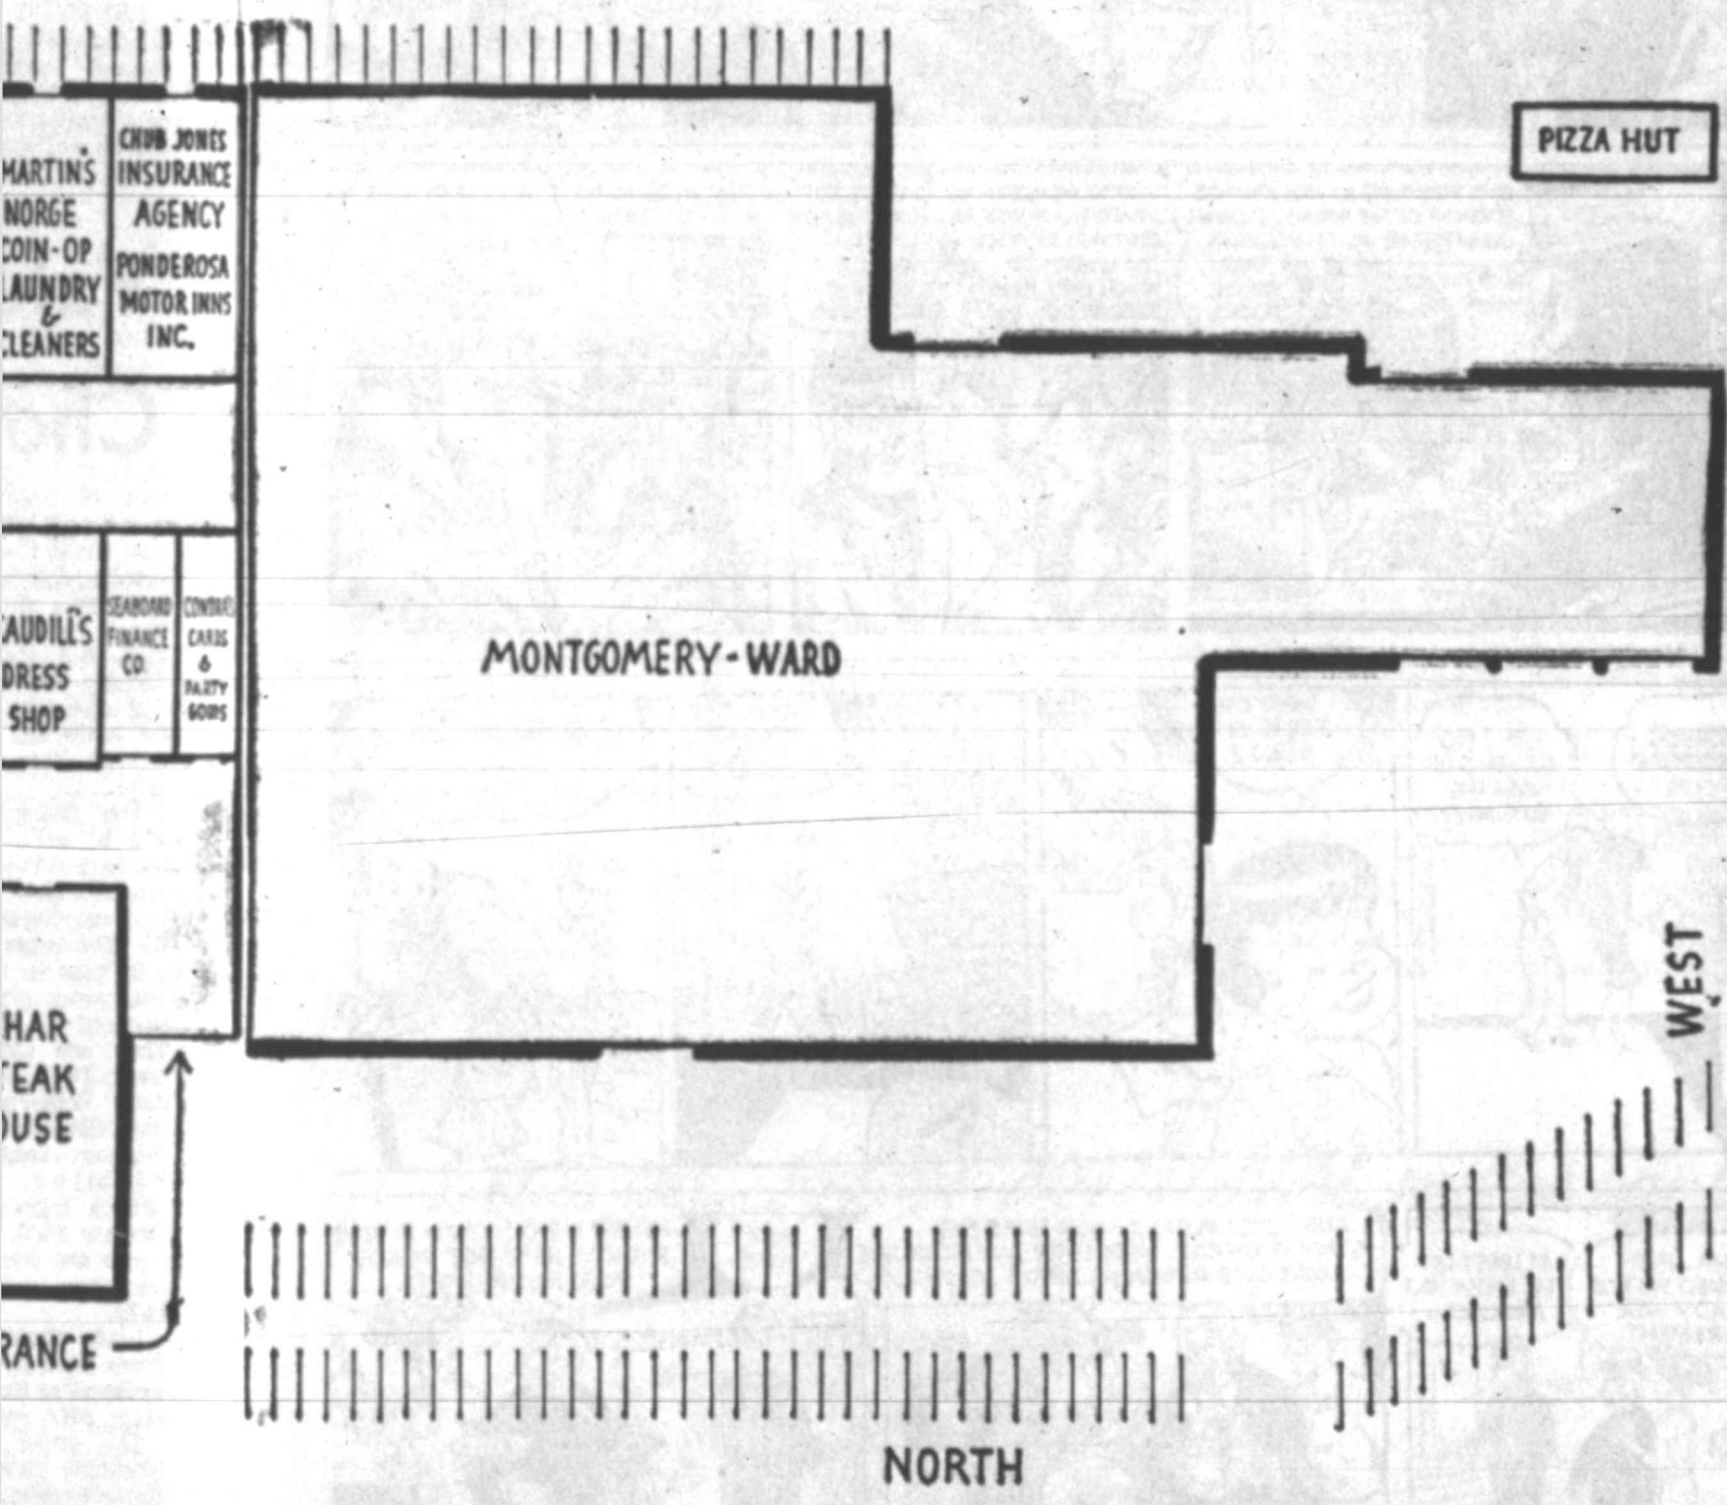 MARTIN'S
NORGE
COIN-OP
LAUNDRY
&
CLEANERS
CHUB JONES
INSURANCE
AGENCY
PONDEROSA
MOTOR INNS
INC.
PIZZA HUT
AUDILL'S
DRESS
SHOP
SEABOARD
FINANCE
CO.
CARDS
&
PARTY
GOODS
MONTGOMERY-WARD
HAR
TEAK
OUSE
RANCE
WEST
NORTH